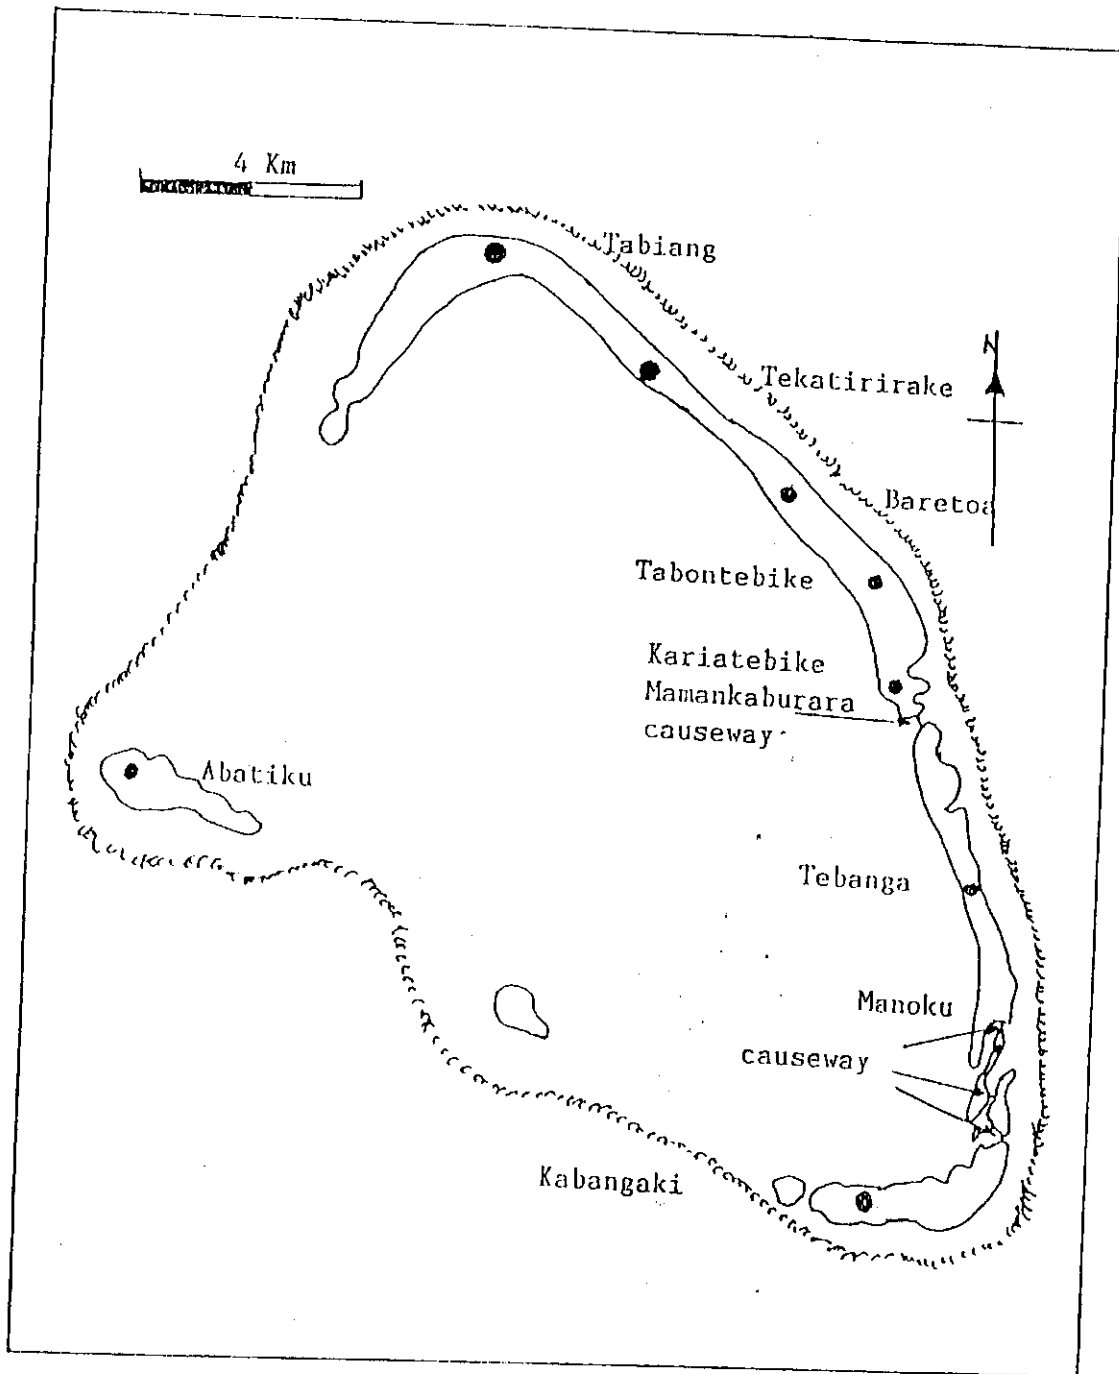 4 Km
Tabiang
N
Tekatirirake
Baretoa
Tabontebike
Kariatebike
Mamankaburara
causeway
Abatiku
Tebanga
Manoku
causeway
Kabangaki